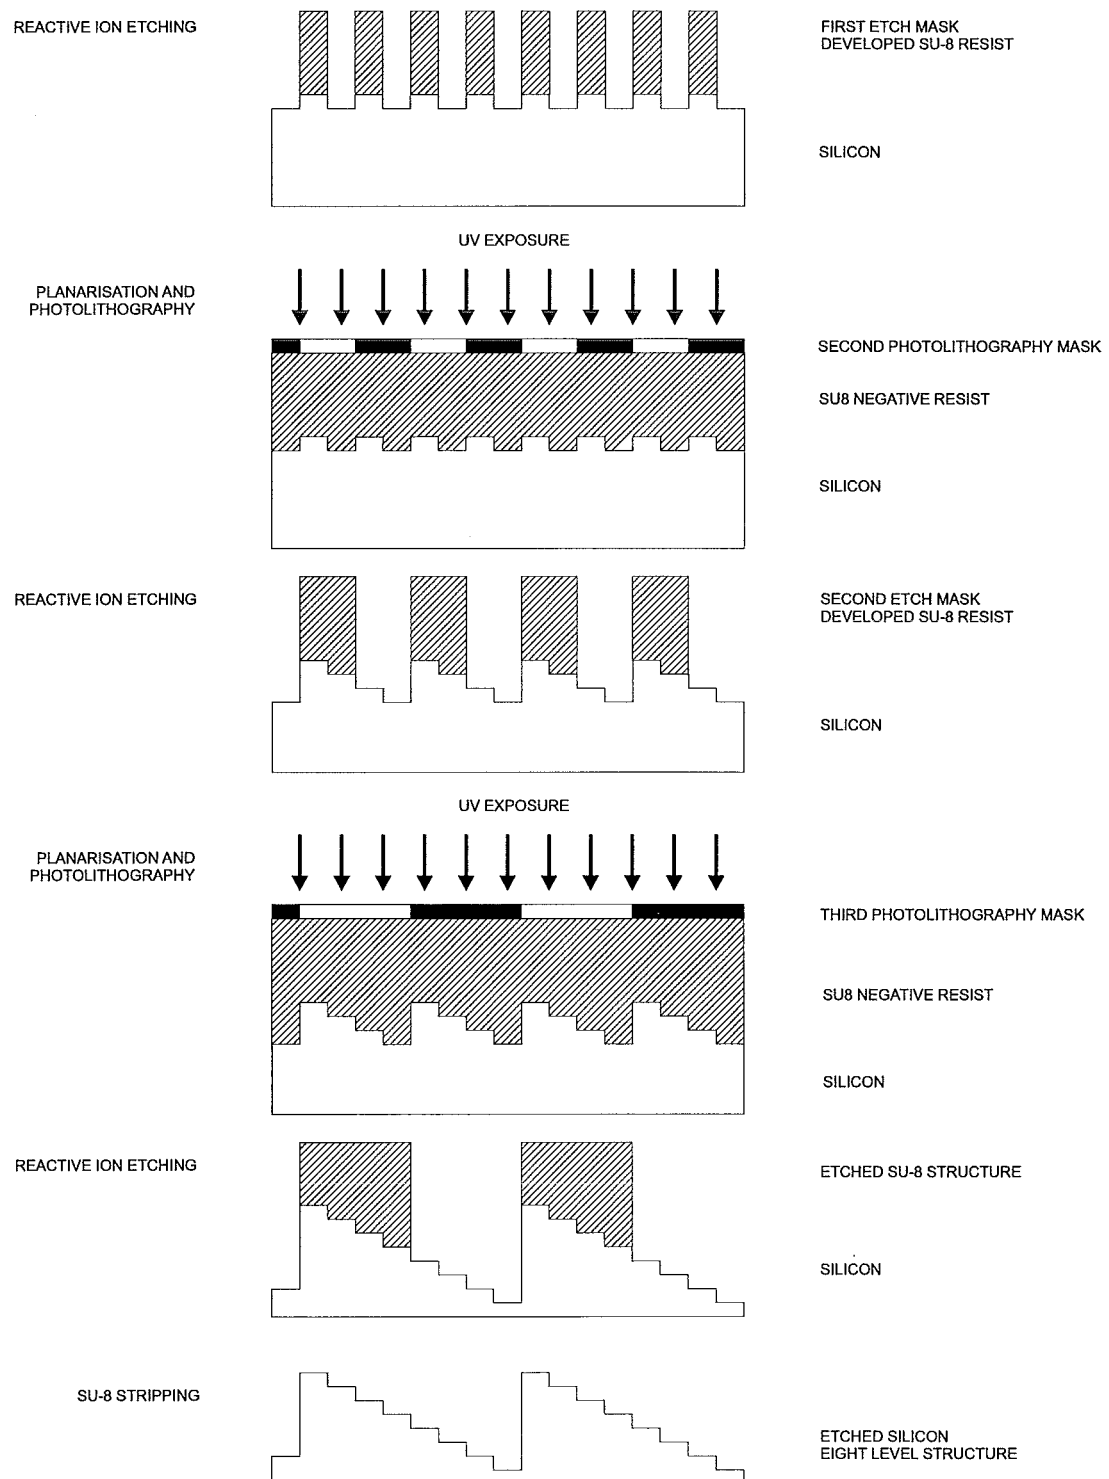 REACTIVE ION ETCHING
FIRST ETCH MASK
DEVELOPED SU-8 RESIST
SILICON
UV EXPOSURE
PLANARISATION AND
PHOTOLITHOGRAPHY
SECOND PHOTOLITHOGRAPHY MASK
SU8 NEGATIVE RESIST
SILICON
REACTIVE ION ETCHING
SECOND ETCH MASK
DEVELOPED SU-8 RESIST
SILICON
UV EXPOSURE
PLANARISATION AND
PHOTOLITHOGRAPHY
THIRD PHOTOLITHOGRAPHY MASK
SU8 NEGATIVE RESIST
SILICON
REACTIVE ION ETCHING
ETCHED SU-8 STRUCTURE
SILICON
SU-8 STRIPPING
ETCHED SILICON
EIGHT LEVEL STRUCTURE